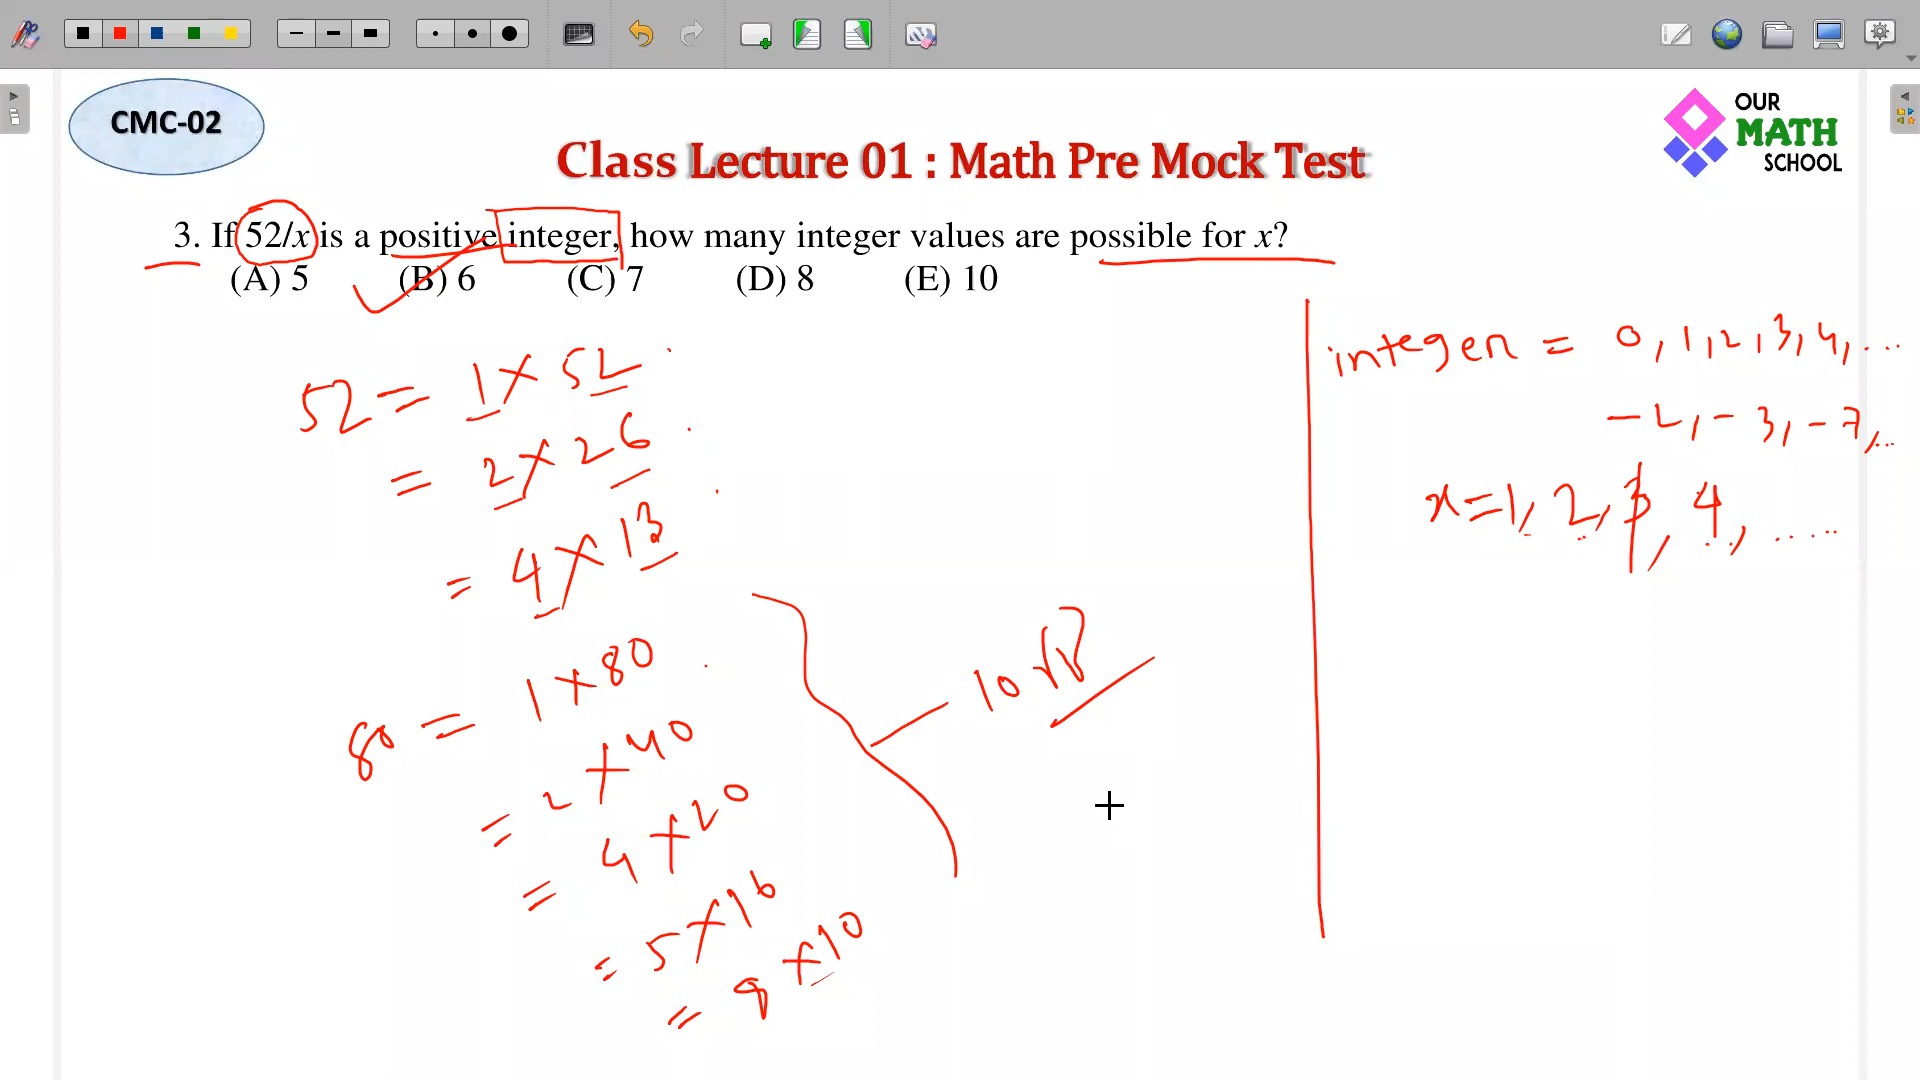 CMC-02
OUR
MATH
SCHOOL
Class Lecture 01 : Math Pre Mock Test
3. If 52/x is a positive integer, how many integer values are possible for x?
(A) 5 (B) 6 (C) 7 (D) 8 (E) 10
52 = 1 × 52
= 2 × 26
= 4 × 13
80 = 1 × 80
= 2 × 40
= 4 × 20
= 5 × 16
= 8 × 10
10
integer = 0, 1, 2, 3, 4, ...
- 2, - 3, - 7, ...
x = 1, 2, 3, 4, .....